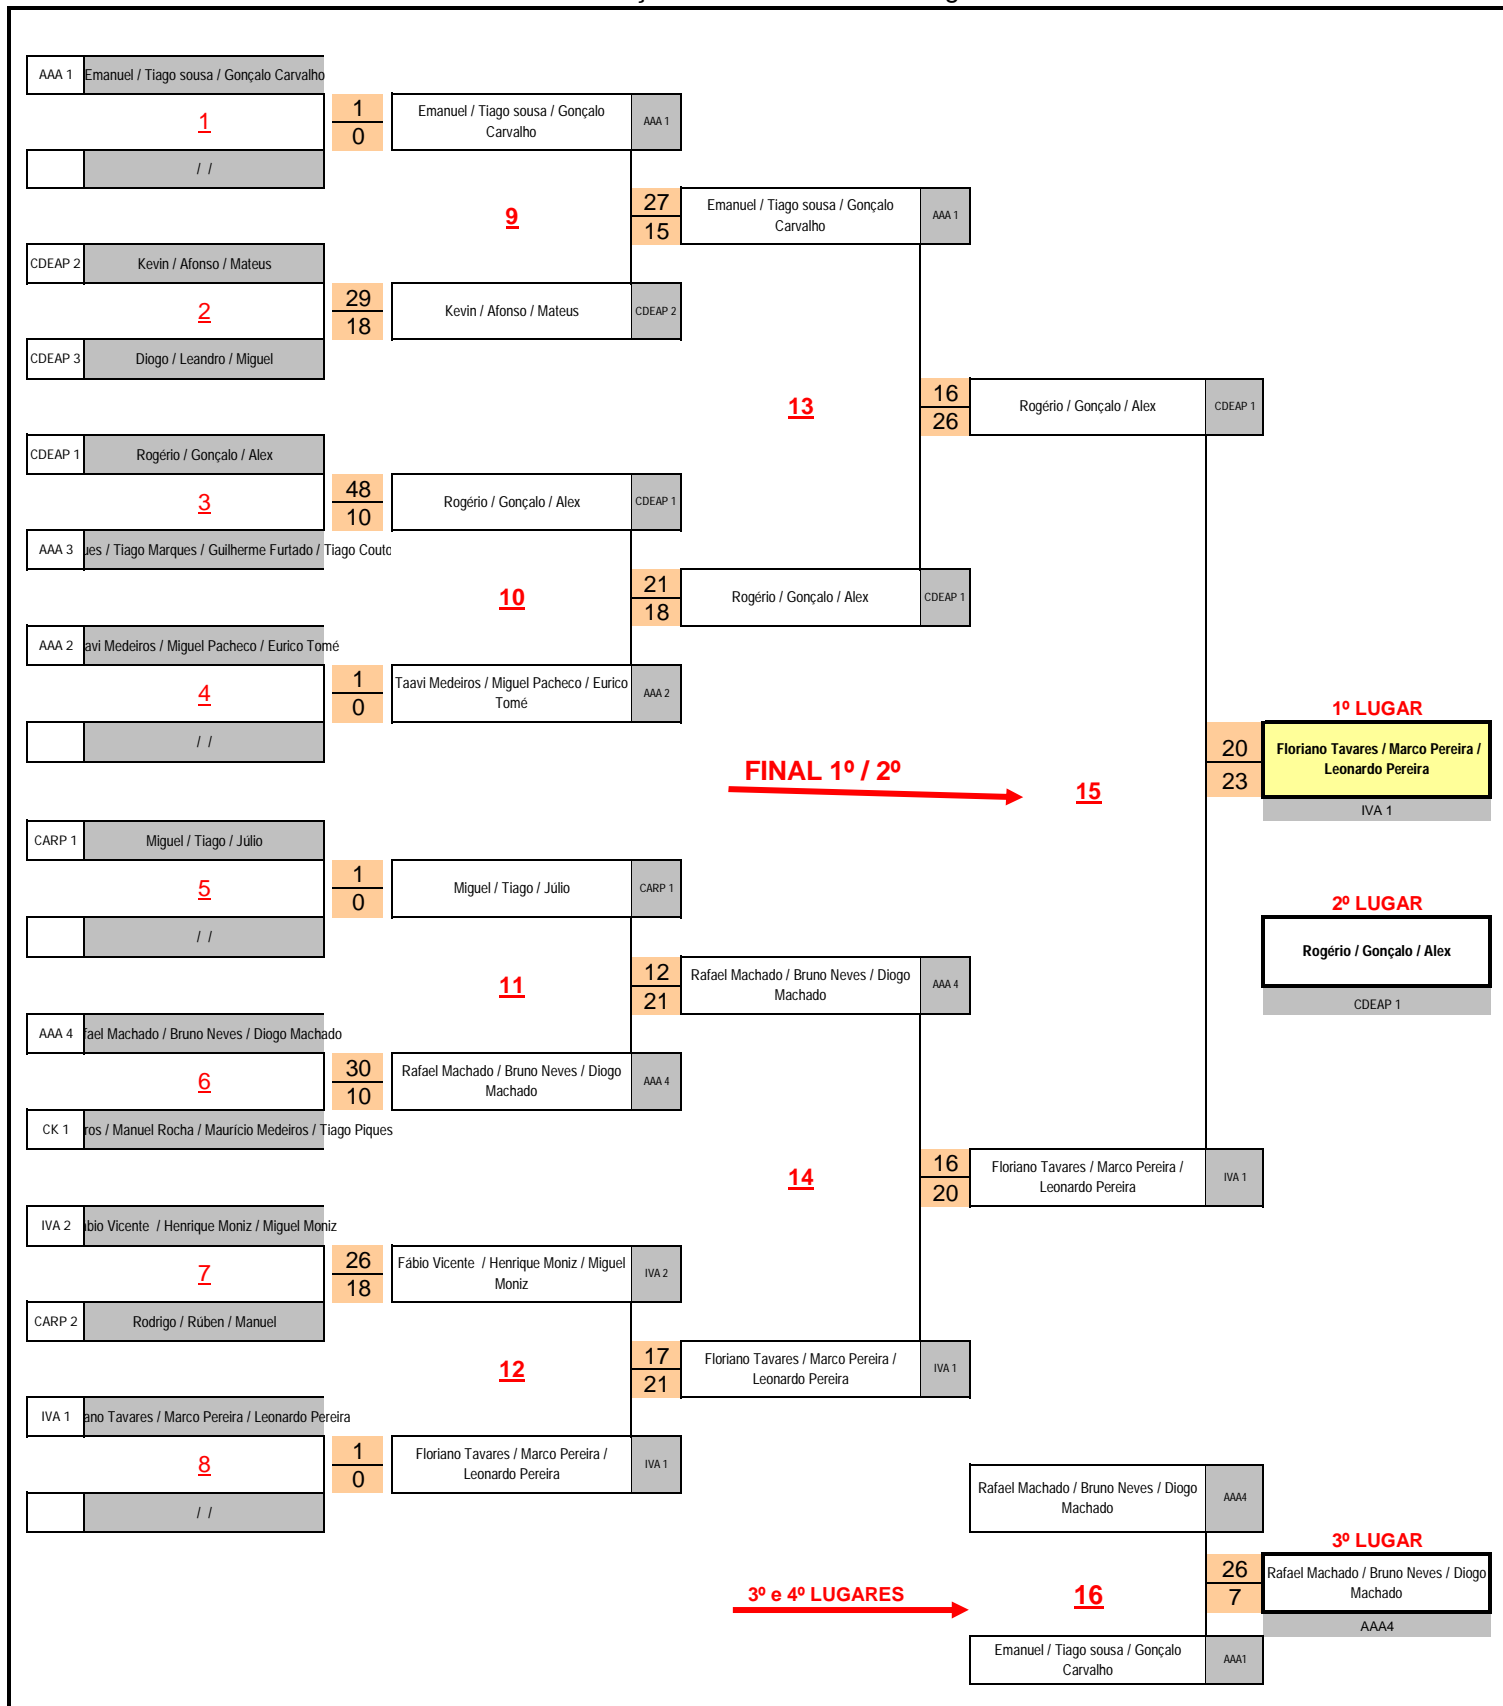 AAA 1 Emanuel / Tiago sousa / Gonçalo Carvalho
1
/ /
1
0
Emanuel / Tiago sousa / Gonçalo
Carvalho
AAA 1
9
27
15
Emanuel / Tiago sousa / Gonçalo
Carvalho
AAA 1
CDEAP 2 Kevin / Afonso / Mateus
2
CDEAP 3 Diogo / Leandro / Miguel
29
18
Kevin / Afonso / Mateus
CDEAP 2
13
16
26
Rogério / Gonçalo / Alex
CDEAP 1
CDEAP 1 Rogério / Gonçalo / Alex
3
AAA 3 ues / Tiago Marques / Guilherme Furtado / Tiago Couto
48
10
Rogério / Gonçalo / Alex
CDEAP 1
10
21
18
Rogério / Gonçalo / Alex
CDEAP 1
AAA 2 avi Medeiros / Miguel Pacheco / Eurico Tomé
4
/ /
1
0
Taavi Medeiros / Miguel Pacheco / Eurico
Tomé
AAA 2
FINAL 1º / 2º
15
20
23
1º LUGAR
Floriano Tavares / Marco Pereira /
Leonardo Pereira
IVA 1
CARP 1 Miguel / Tiago / Júlio
5
/ /
1
0
Miguel / Tiago / Júlio
CARP 1
2º LUGAR
Rogério / Gonçalo / Alex
CDEAP 1
11
12
21
Rafael Machado / Bruno Neves / Diogo
Machado
AAA 4
AAA 4 fael Machado / Bruno Neves / Diogo Machado
6
CK 1 ros / Manuel Rocha / Maurício Medeiros / Tiago Piques
30
10
Rafael Machado / Bruno Neves / Diogo
Machado
AAA 4
14
16
20
Floriano Tavares / Marco Pereira /
Leonardo Pereira
IVA 1
IVA 2 bio Vicente / Henrique Moniz / Miguel Moniz
7
CARP 2 Rodrigo / Rúben / Manuel
26
18
Fábio Vicente / Henrique Moniz / Miguel
Moniz
IVA 2
12
17
21
Floriano Tavares / Marco Pereira /
Leonardo Pereira
IVA 1
IVA 1 ano Tavares / Marco Pereira / Leonardo Pereira
8
/ /
1
0
Floriano Tavares / Marco Pereira /
Leonardo Pereira
IVA 1
Rafael Machado / Bruno Neves / Diogo
Machado
AAA4
3º e 4º LUGARES
16
26
7
3º LUGAR
Rafael Machado / Bruno Neves / Diogo
Machado
AAA4
Emanuel / Tiago sousa / Gonçalo
Carvalho
AAA1